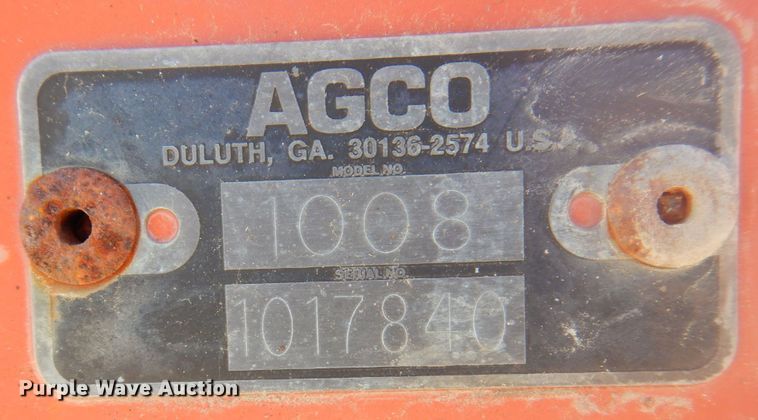 AGCO
DULUTH, GA. 30136-2574 U.S.A.
MODEL NO.
1008
SERIAL NO.
1017840
Purple Wave Auction